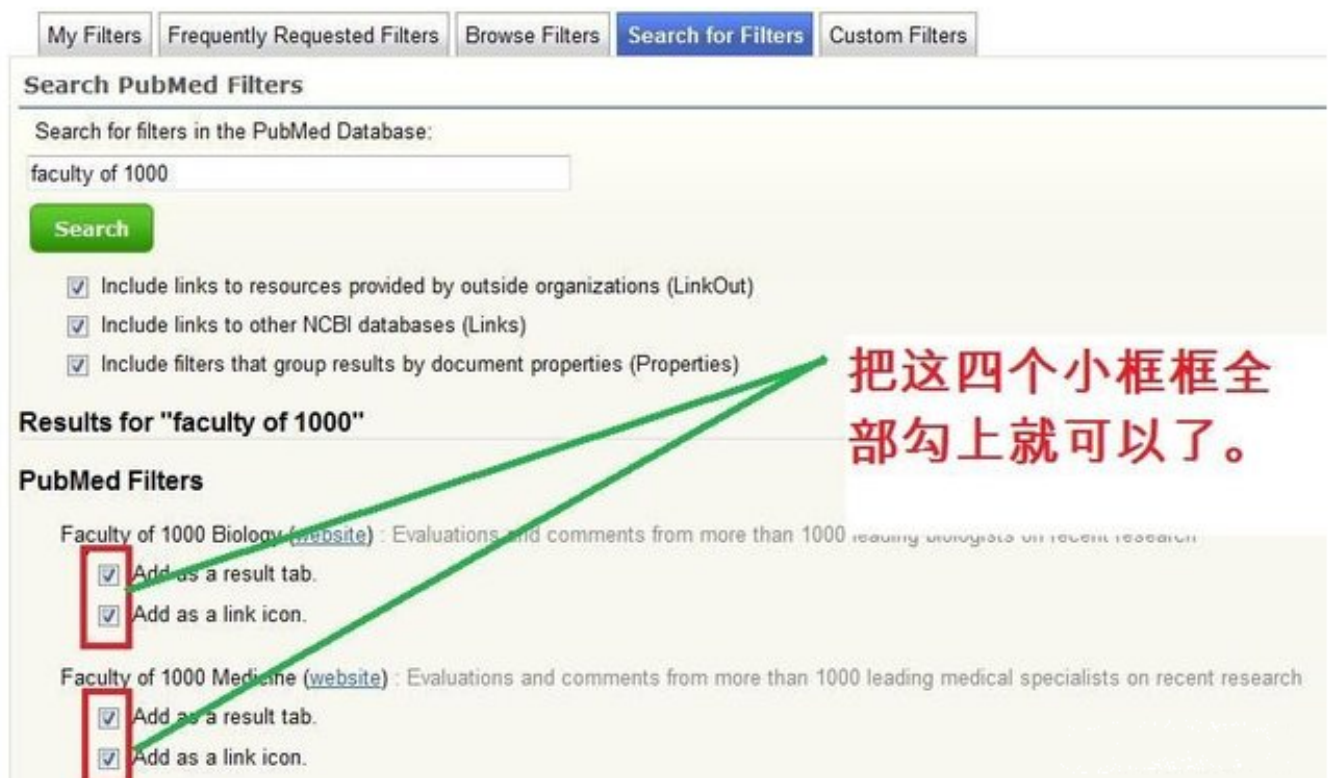 My Filters Frequently Requested Filters Browse Filters Search for Filters Custom Filters
Search PubMed Filters
Search for filters in the PubMed Database:
faculty of 1000
Search
Include links to resources provided by outside organizations (LinkOut)
Include links to other NCBI databases (Links)
Include filters that group results by document properties (Properties)
把这四个小框框全
部勾上就可以了。
Results for "faculty of 1000"
PubMed Filters
Faculty of 1000 Biology (website) : Evaluations and comments from more than 1000 leading biologists on recent research
Add as a result tab.
Add as a link icon.
Faculty of 1000 Medicine (website) : Evaluations and comments from more than 1000 leading medical specialists on recent research
Add as a result tab.
Add as a link icon.